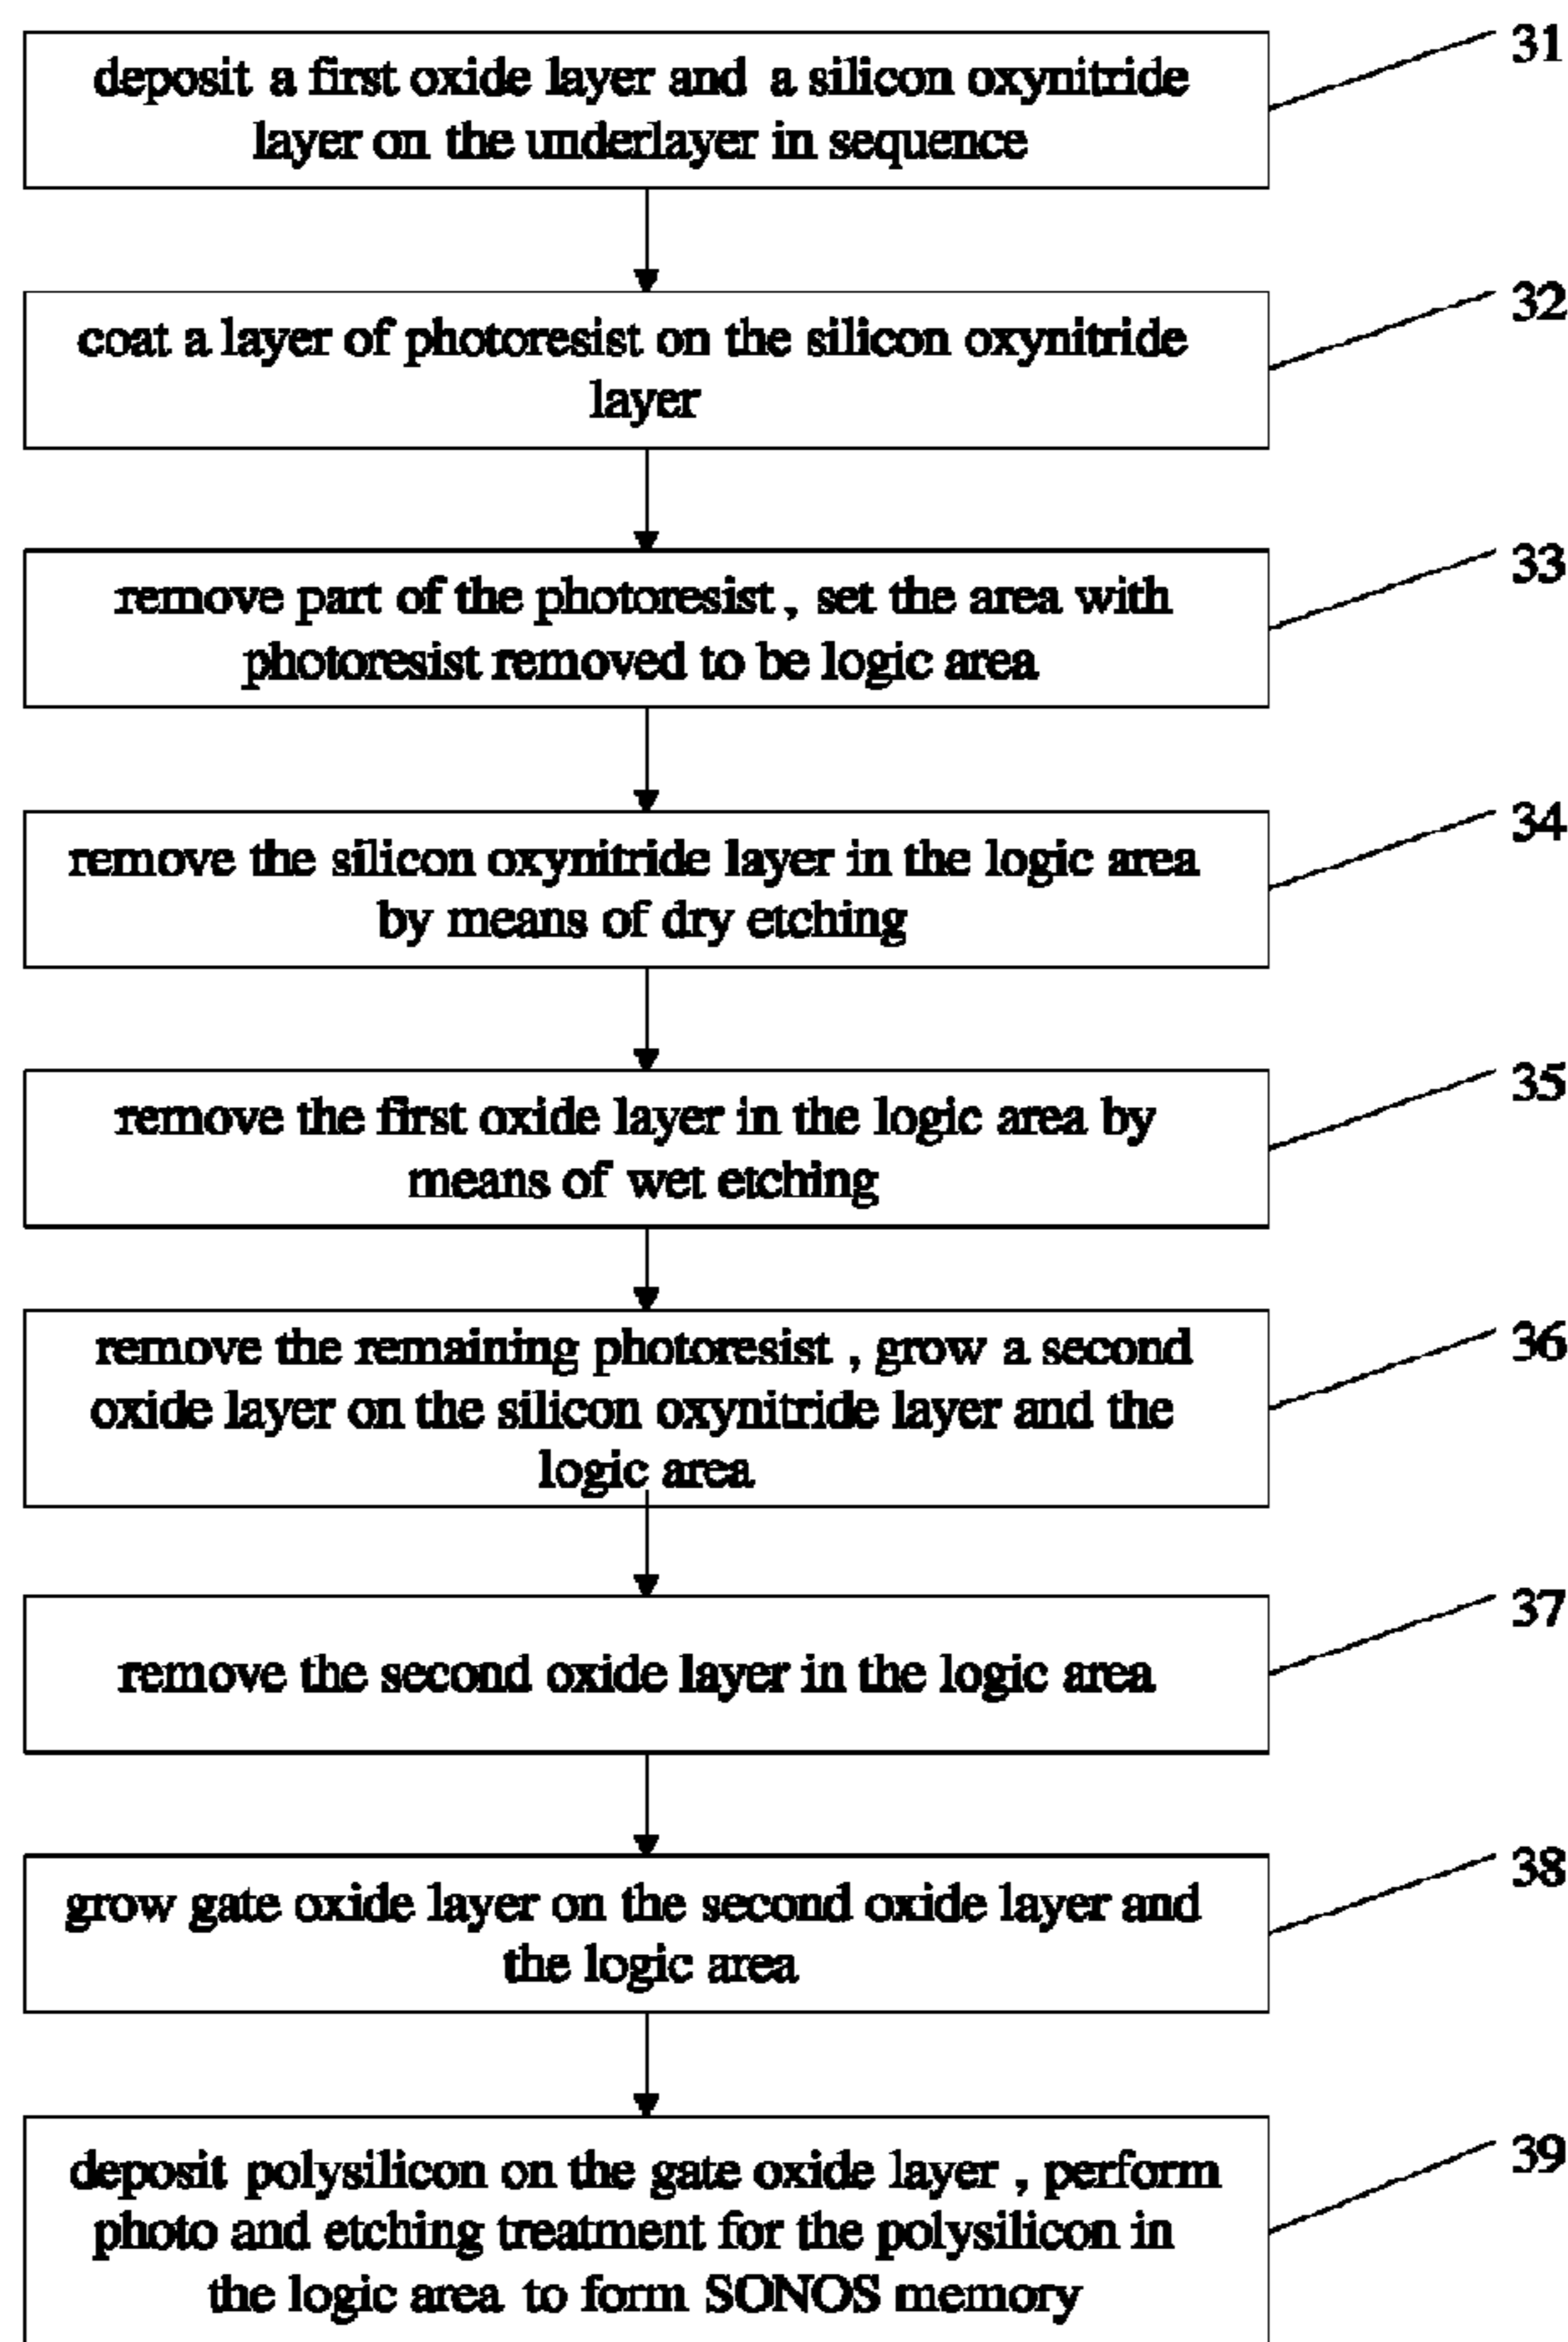 deposit a first oxide layer and a silicon oxynitride
layer on the underlayer in sequence
31
coat a layer of photoresist on the silicon oxynitride
layer
32
remove part of the photoresist , set the area with
photoresist removed to be logic area
33
remove the silicon oxynitride layer in the logic area
by means of dry etching
34
remove the first oxide layer in the logic area by
means of wet etching
35
remove the remaining photoresist , grow a second
oxide layer on the silicon oxynitride layer and the
logic area
36
remove the second oxide layer in the logic area
37
grow gate oxide layer on the second oxide layer and
the logic area
38
deposit polysilicon on the gate oxide layer , perform
photo and etching treatment for the polysilicon in
the logic area to form SONOS memory
39